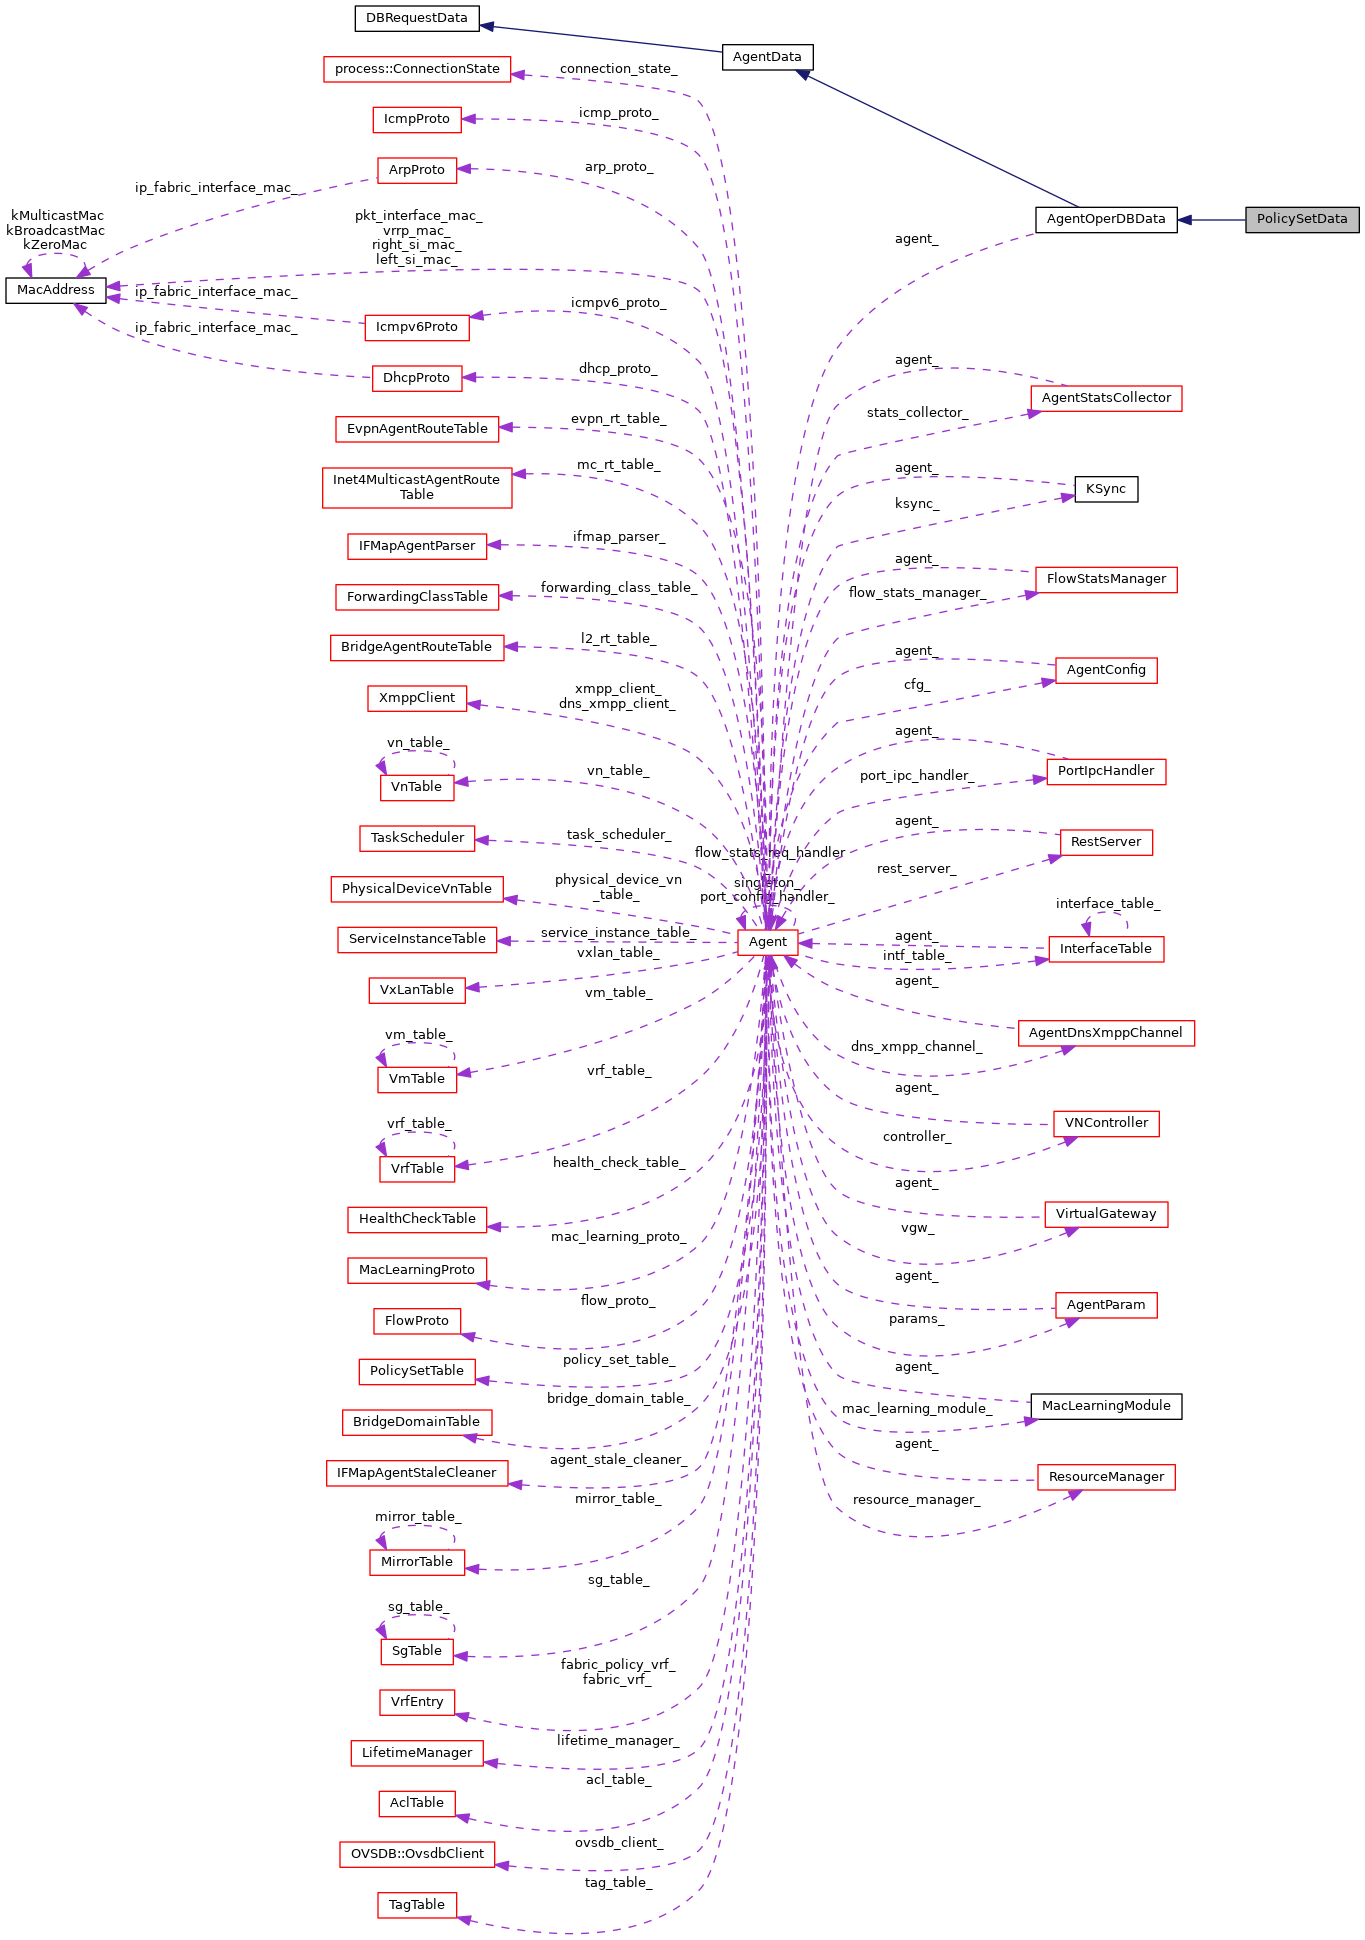 DBRequestData
AgentData
process::ConnectionState
connection_state_
IcmpProto
icmp_proto_
ArpProto
arp_proto_
ip_fabric_interface_mac_
kMulticastMac
kBroadcastMac
kZeroMac
MacAddress
pkt_interface_mac_
vrrp_mac_
right_si_mac_
left_si_mac_
AgentOperDBData
PolicySetData
agent_
ip_fabric_interface_mac_
Icmpv6Proto
icmpv6_proto_
ip_fabric_interface_mac_
DhcpProto
dhcp_proto_
agent_
AgentStatsCollector
stats_collector_
EvpnAgentRouteTable
evpn_rt_table_
Inet4MulticastAgentRoute
Table
mc_rt_table_
agent_
KSync
ksync_
IFMapAgentParser
ifmap_parser_
agent_
FlowStatsManager
flow_stats_manager_
ForwardingClassTable
forwarding_class_table_
BridgeAgentRouteTable
l2_rt_table_
agent_
AgentConfig
cfg_
XmppClient
xmpp_client_
dns_xmpp_client_
vn_table_
VnTable
vn_table_
agent_
PortIpcHandler
port_ipc_handler_
TaskScheduler
task_scheduler_
agent_
RestServer
rest_server_
flow_stats_req_handler
_
singleton_
port_config_handler_
PhysicalDeviceVnTable
physical_device_vn
_table_
ServiceInstanceTable
service_instance_table_
Agent
agent_
intf_table_
interface_table_
InterfaceTable
VxLanTable
vxlan_table_
agent_
AgentDnsXmppChannel
dns_xmpp_channel_
vm_table_
VmTable
vm_table_
agent_
VNController
controller_
vrf_table_
VrfTable
vrf_table_
HealthCheckTable
health_check_table_
agent_
VirtualGateway
vgw_
MacLearningProto
mac_learning_proto_
FlowProto
flow_proto_
agent_
AgentParam
params_
PolicySetTable
policy_set_table_
agent_
MacLearningModule
mac_learning_module_
BridgeDomainTable
bridge_domain_table_
IFMapAgentStaleCleaner
agent_stale_cleaner_
agent_
ResourceManager
resource_manager_
mirror_table_
MirrorTable
mirror_table_
sg_table_
SgTable
sg_table_
VrfEntry
fabric_policy_vrf_
fabric_vrf_
LifetimeManager
lifetime_manager_
AclTable
acl_table_
OVSDB::OvsdbClient
ovsdb_client_
TagTable
tag_table_